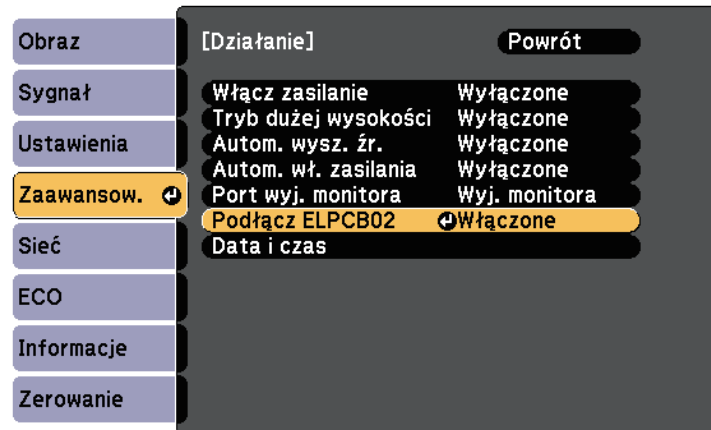 Obraz
Sygnał
Ustawienia
Zaawansow.
Sieć
ECO
Informacje
Zerowanie
[Działanie] Powrót
Włącz zasilanie Wyłączone
Tryb dużej wysokości Wyłączone
Autom. wysz. źr. Wyłączone
Autom. wł. zasilania Wyłączone
Port wyj. monitora Wyj. monitora
Podłącz ELPCB02 Włączone
Data i czas